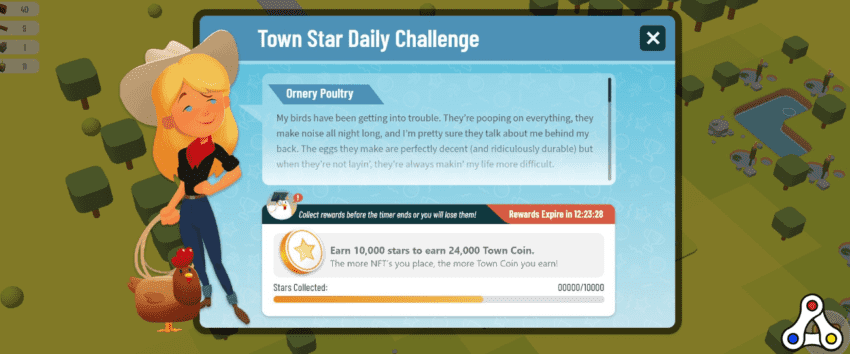 40
5
1
11
Town Star Daily Challenge
Ornery Poultry
My birds have been getting into trouble. They're pooping on everything, they
make noise all night long, and I'm pretty sure they talk about me behind my
back. The eggs they make are perfectly decent (and ridiculously durable) but
when they're not layin', they're always makin' my life more difficult.
Collect rewards before the timer ends or you will lose them!
Rewards Expire in 12:23:28
Earn 10,000 stars to earn 24,000 Town Coin.
The more NFT's you place, the more Town Coin you earn!
Stars Collected:
00000/10000